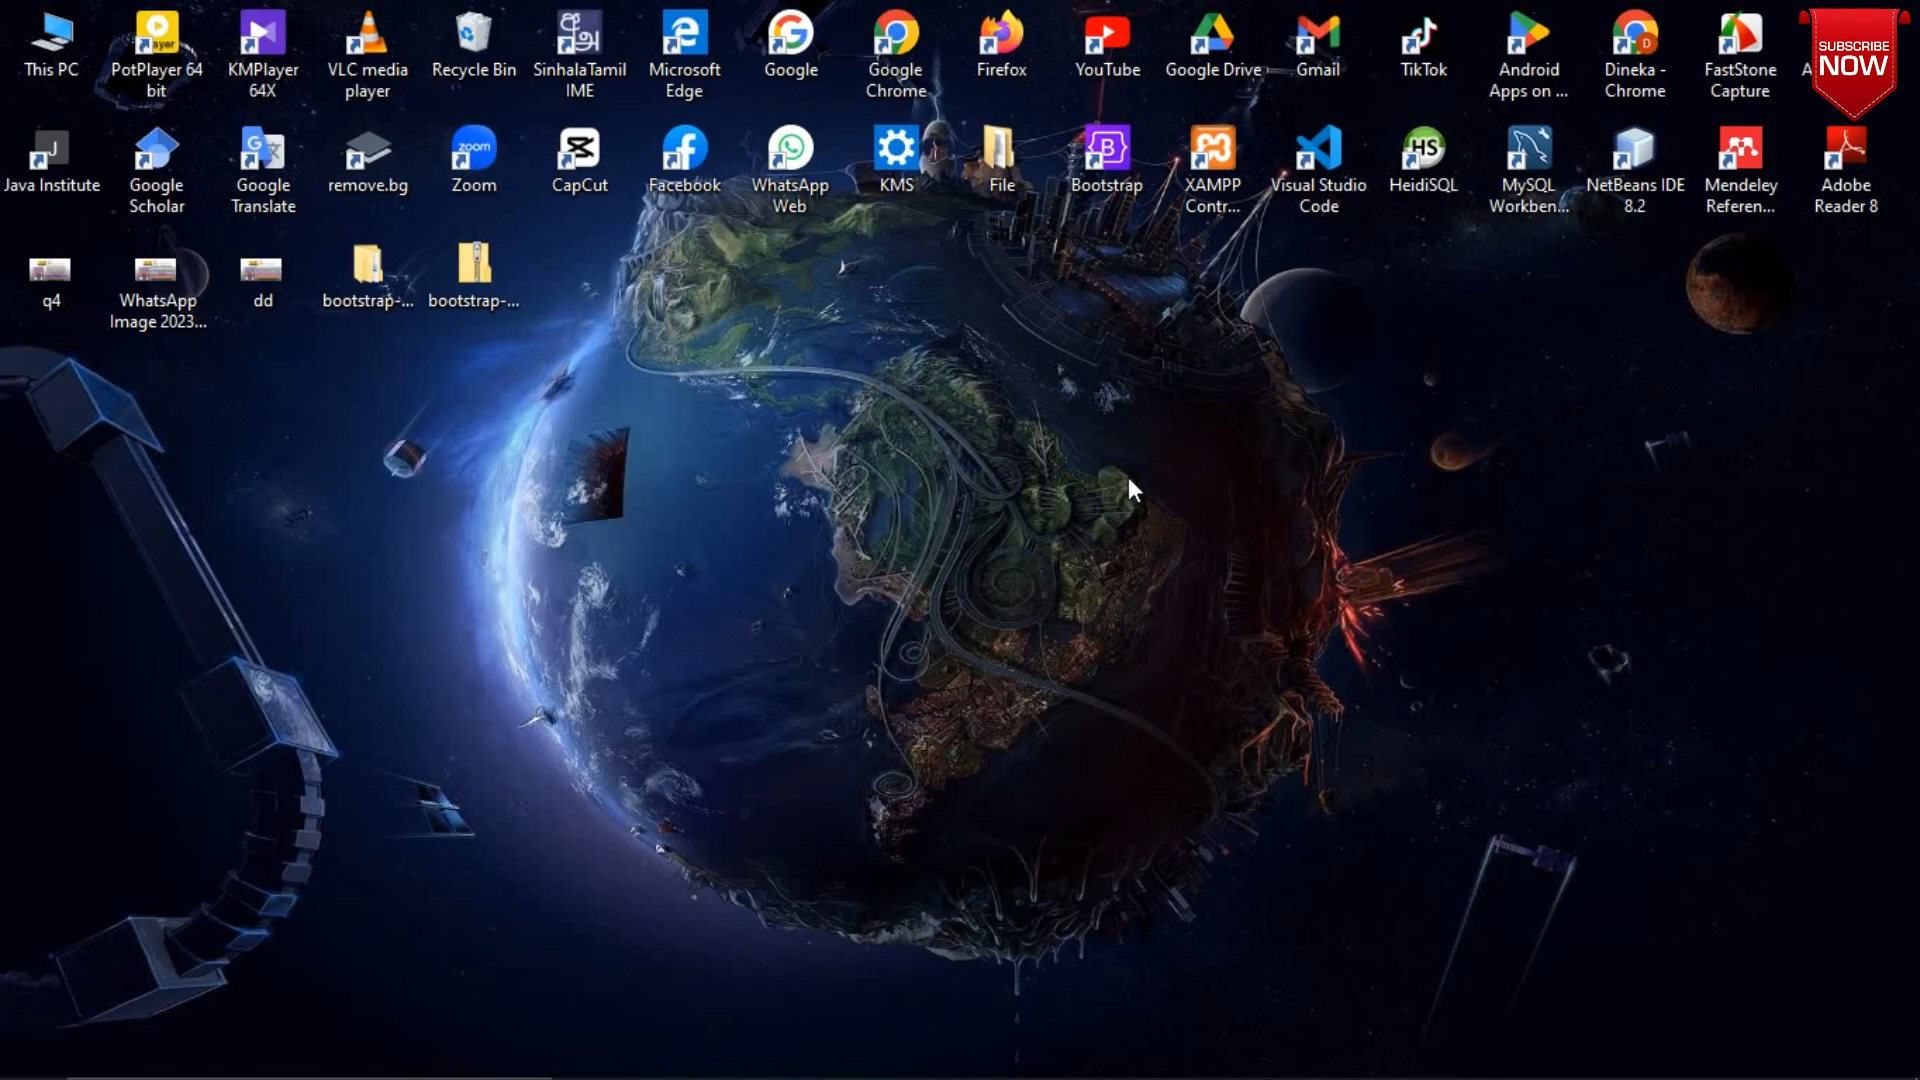 This PC
PotPlayer 64
bit
KMPlayer
64X
VLC media
player
Recycle Bin
SinhalaTamil
IME
Microsoft
Edge
Google
Google
Chrome
Firefox
YouTube
Google Drive
Gmail
TikTok
Android
Apps on ...
Dineka -
Chrome
FastStone
Capture
A
SUBSCRIBE
NOW
Java Institute
Google
Scholar
Google
Translate
remove.bg
zoom
Zoom
CapCut
Facebook
WhatsApp
Web
KMS
File
Bootstrap
XAMPP
Contr...
Visual Studio
Code
HS
HeidiSQL
MySQL
Workben...
NetBeans IDE
8.2
Mendeley
Referen...
Adobe
Reader 8
q4
WhatsApp
Image 2023...
dd
bootstrap-...
bootstrap-...